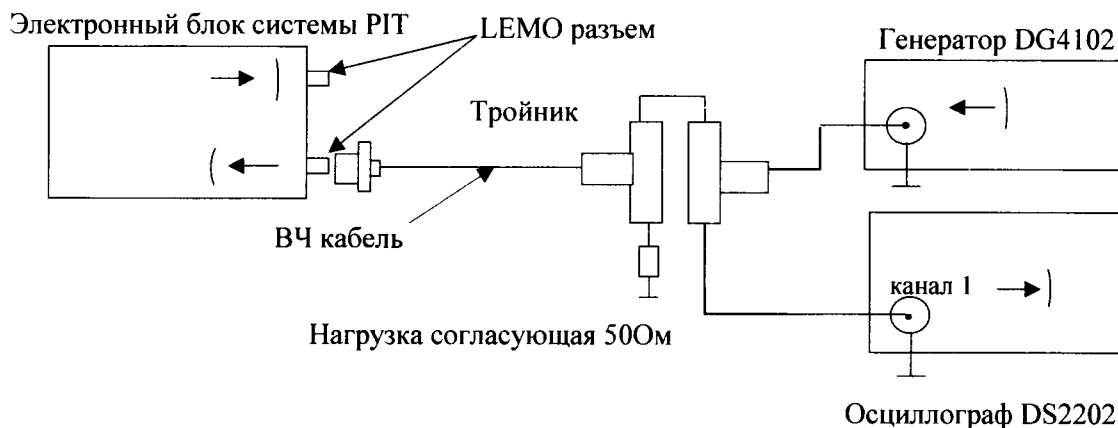 Электронный блок системы PIT
LEMO разъем
Генератор DG4102
Тройник
ВЧ кабель
канал 1
Нагрузка согласующая 50Ом
Осциллограф DS2202